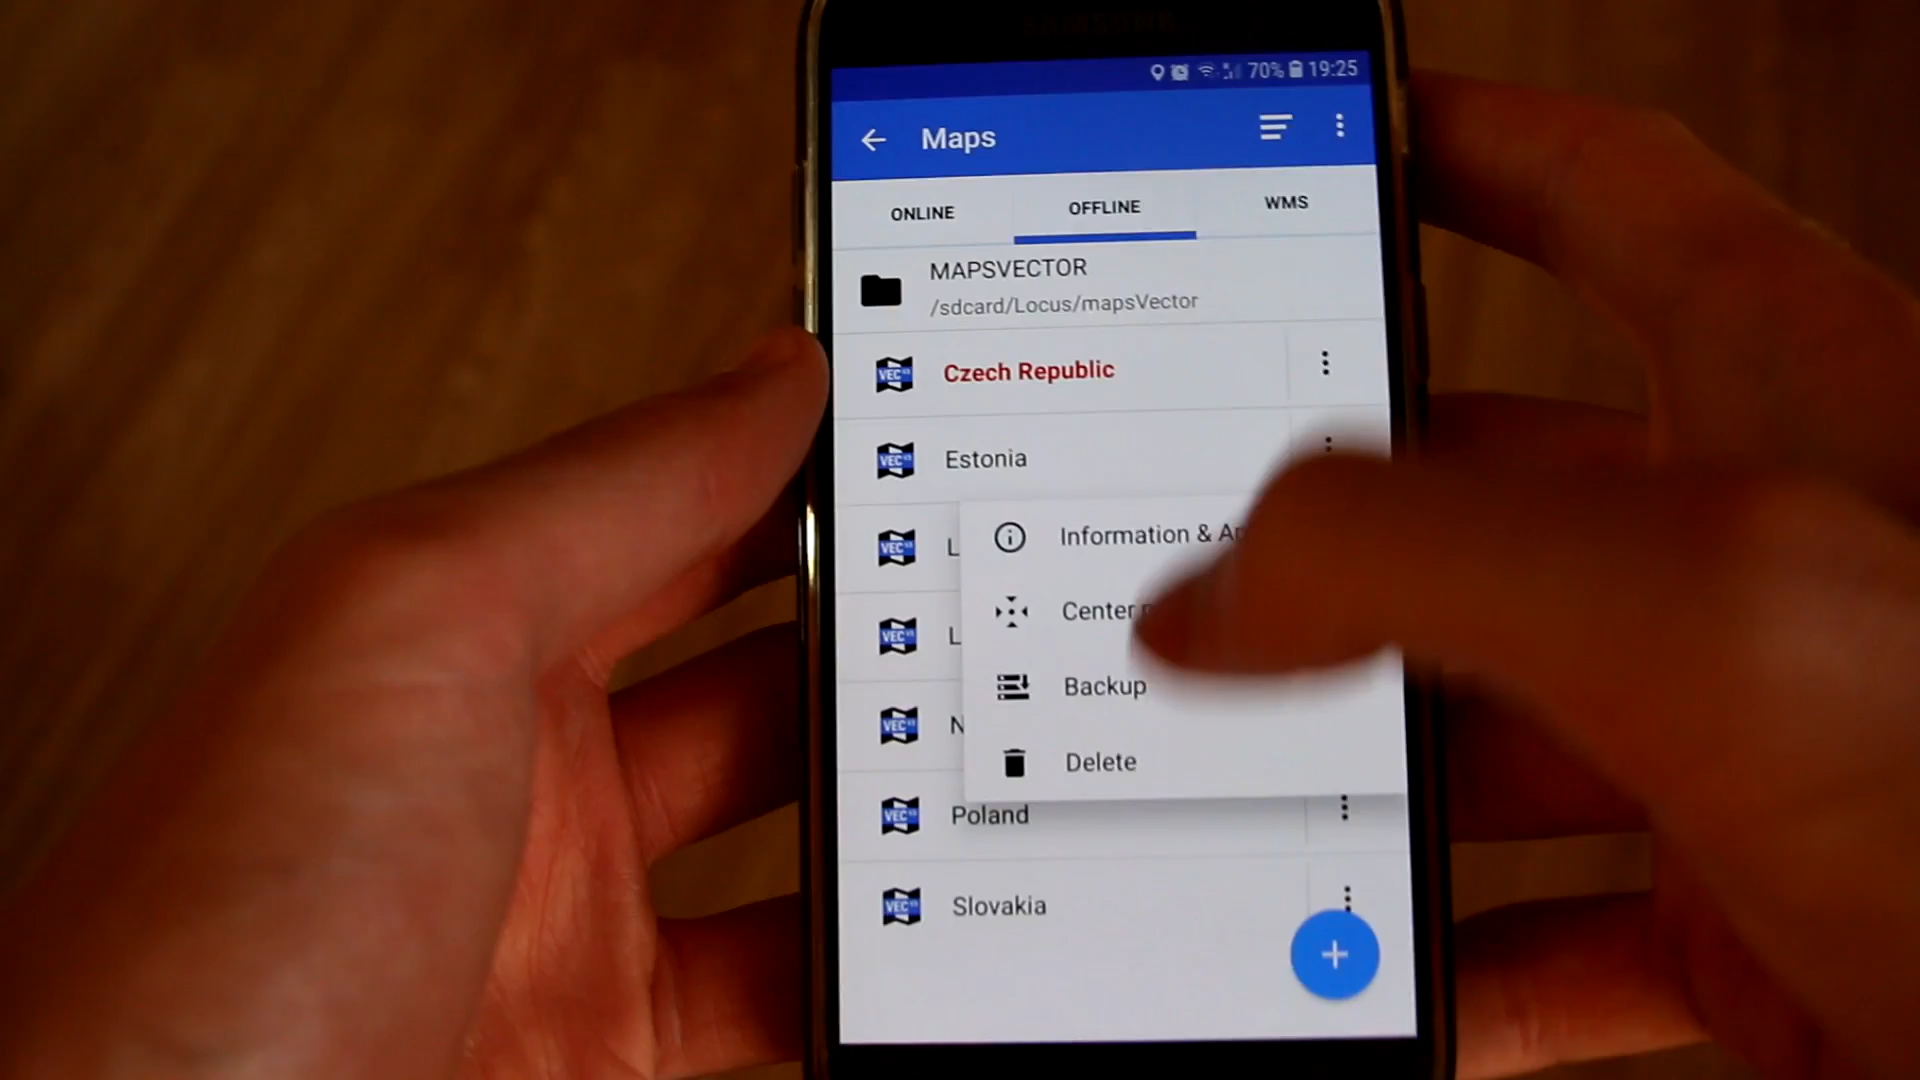 SAMSUNG
70% 19:25
Maps
ONLINE OFFLINE WMS
MAPSVECTOR
/sdcard/Locus/mapsVector
Czech Republic
Estonia
Information &
Center
Backup
Delete
Poland
Slovakia